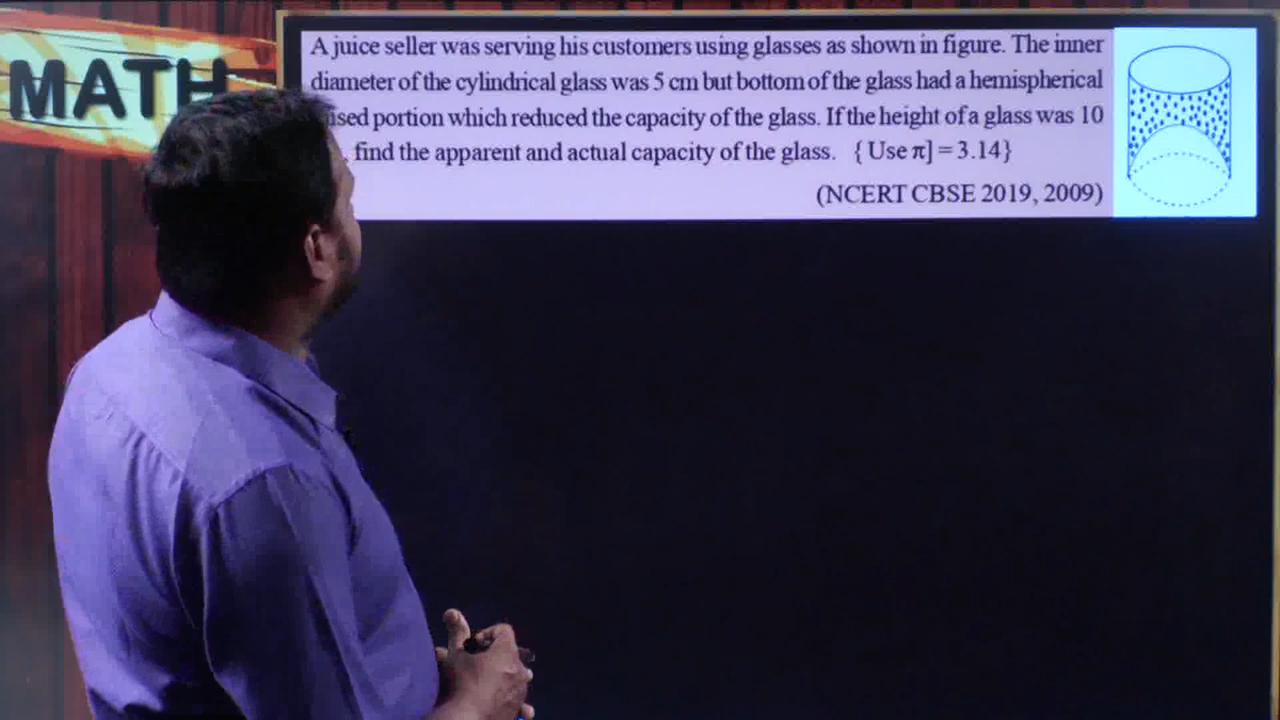 MATH
A juice seller was serving his customers using glasses as shown in figure. The inner
diameter of the cylindrical glass was 5 cm but bottom of the glass had a hemispherical
portion which reduced the capacity of the glass. If the height of a glass was 10
find the apparent and actual capacity of the glass. { Use π] = 3.14}
(NCERT CBSE 2019, 2009)